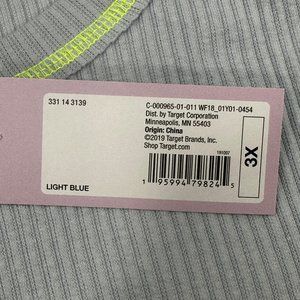 331 14 3139
C-000965-01-011 WF18_01Y01-0454
Dist. by Target Corporation
Minneapolis, MN 55403
Origin: China
©2019 Target Brands, Inc.
Shop Target.com
3X
LIGHT BLUE
1 95994 79824 5